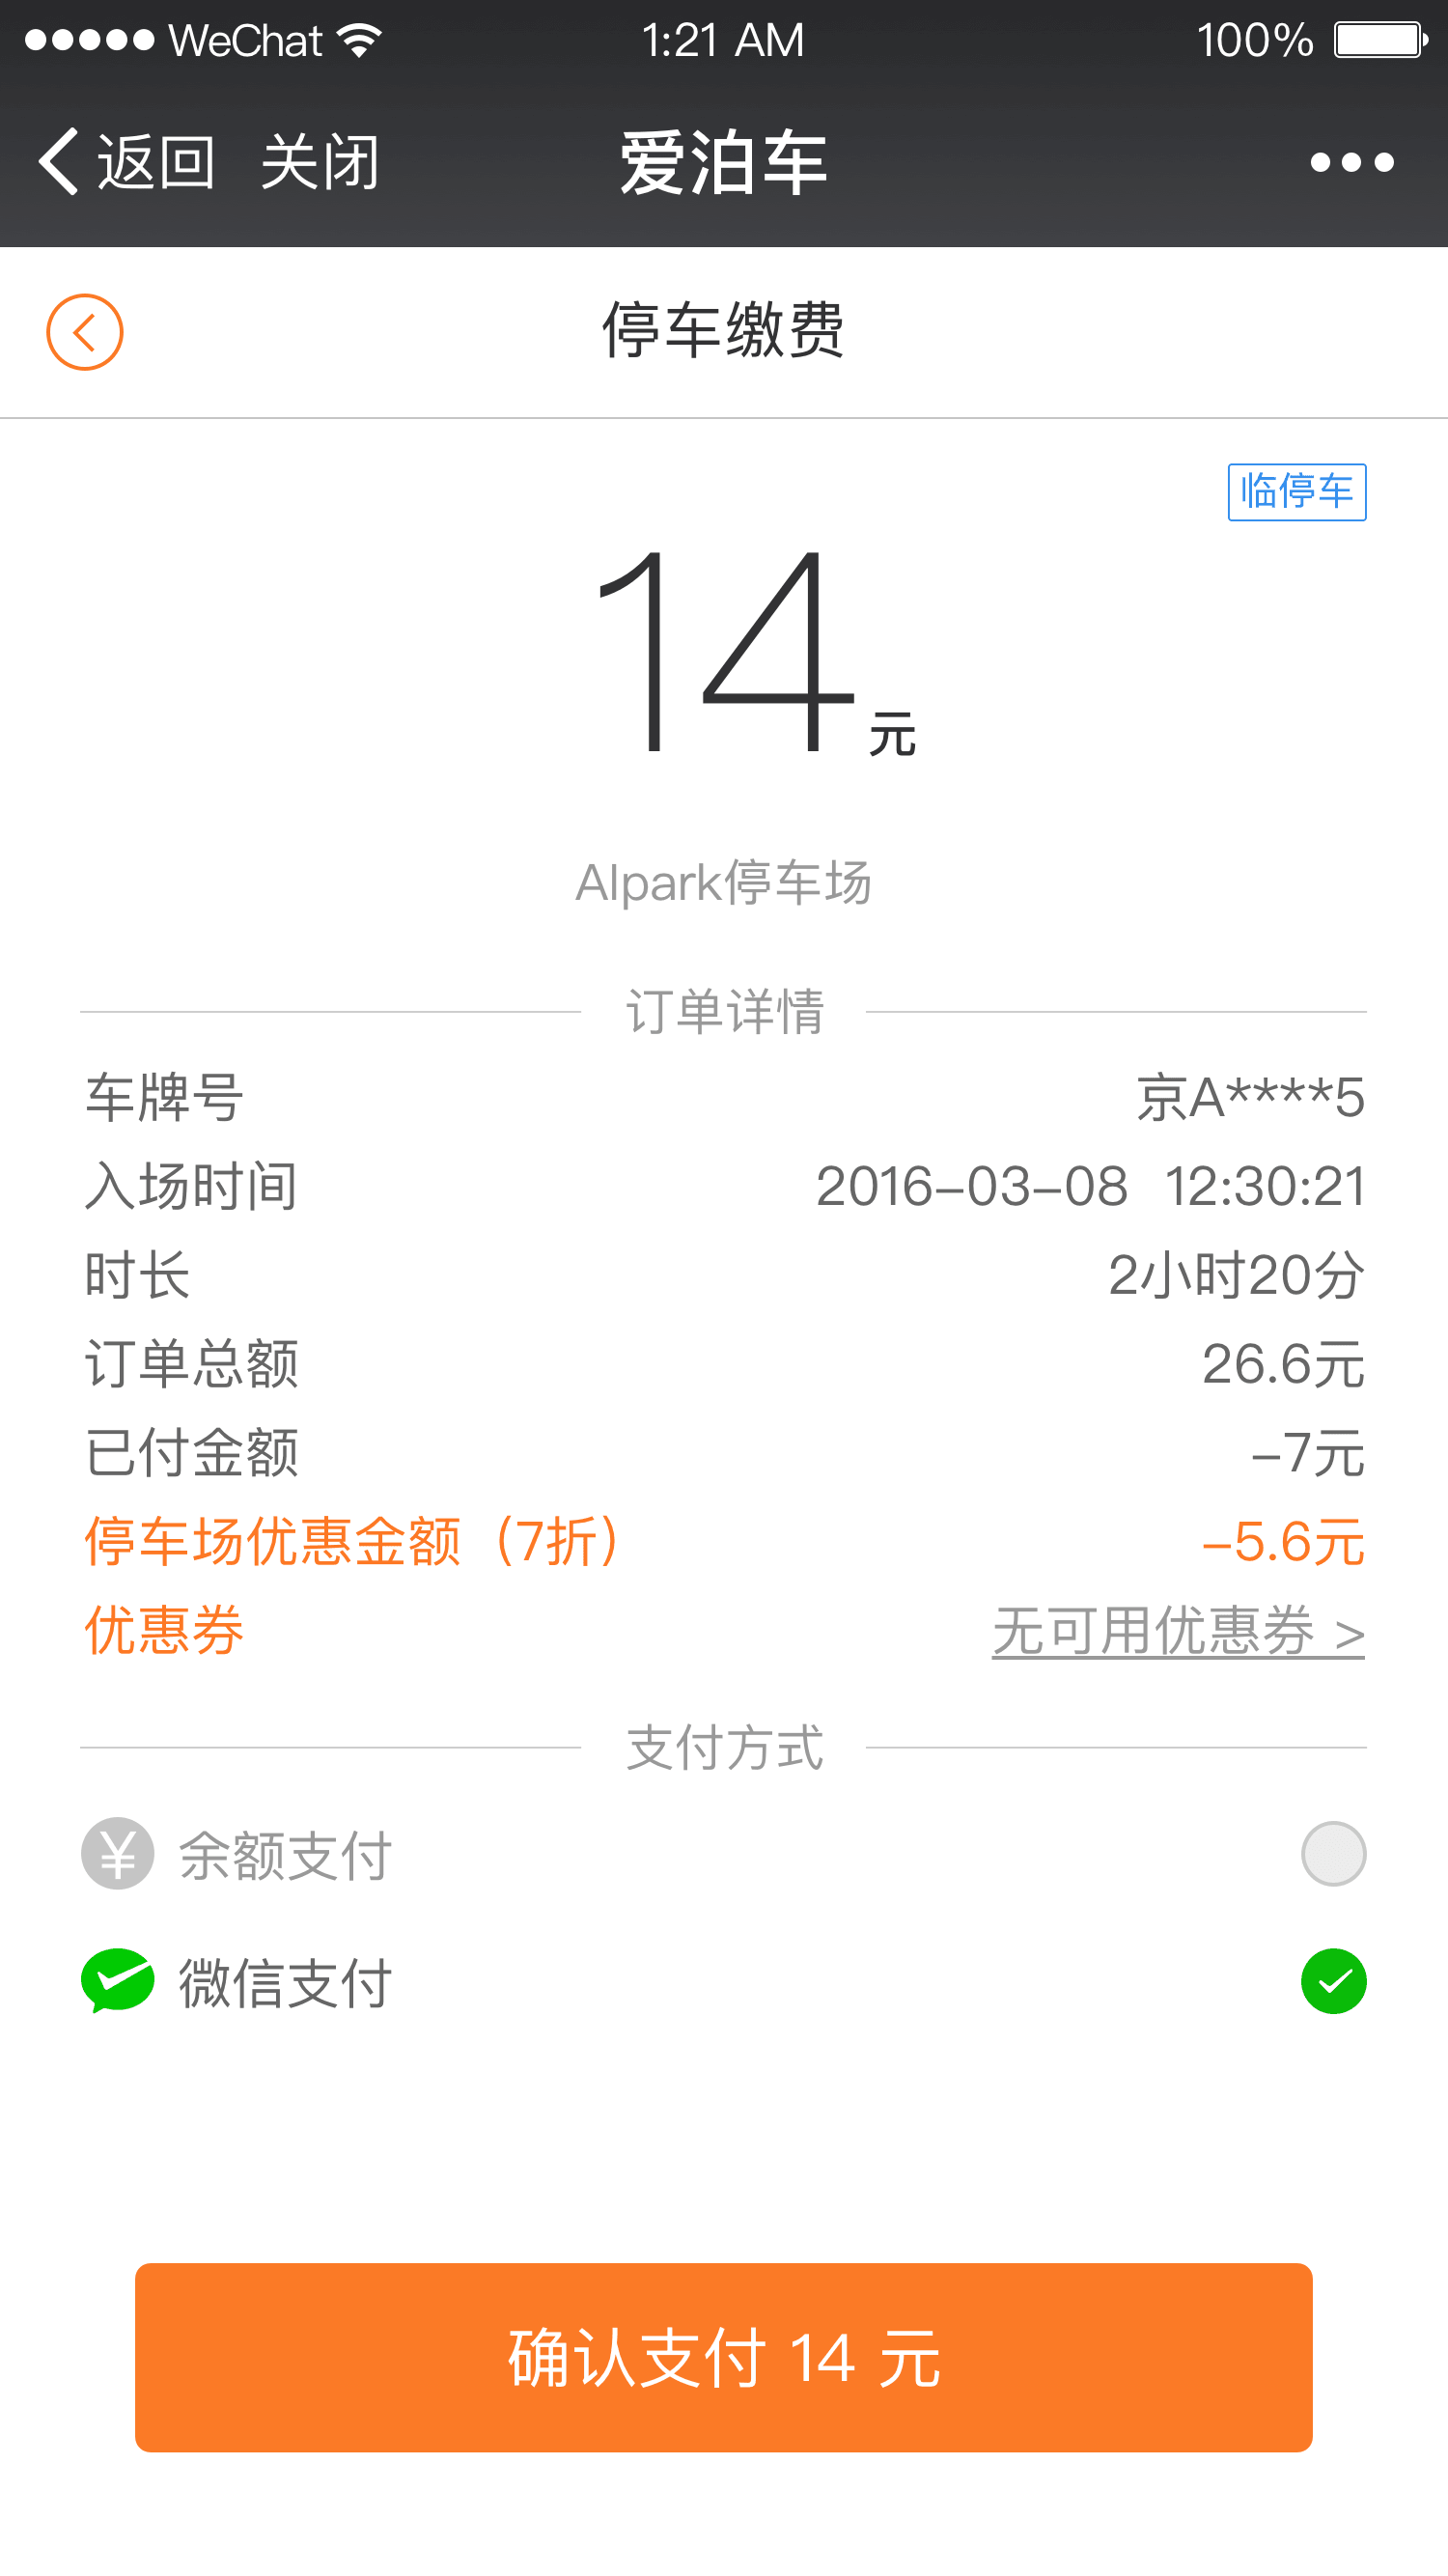 WeChat 1:21 AM 100%
返回 关闭 爱泊车
停车缴费
临停车
14元
AIpark停车场
订单详情
车牌号 京A****5
入场时间 2016-03-08 12:30:21
时长 2小时20分
订单总额 26.6元
已付金额 -7元
停车场优惠金额（7折） -5.6元
优惠券 无可用优惠券 >
支付方式
¥ 余额支付
微信支付
确认支付 14 元